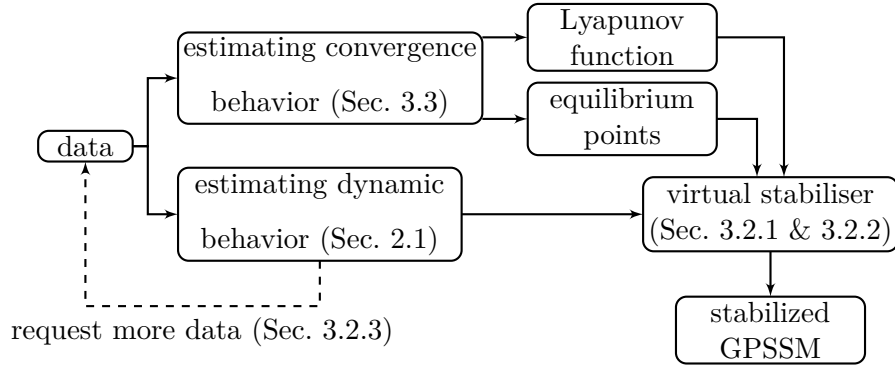 Lyapunov
function
estimating convergence
behavior (Sec. 3.3)
equilibrium
points
data
estimating dynamic
behavior (Sec. 2.1)
virtual stabiliser
(Sec. 3.2.1 & 3.2.2)
request more data (Sec. 3.2.3)
stabilized
GPSSM